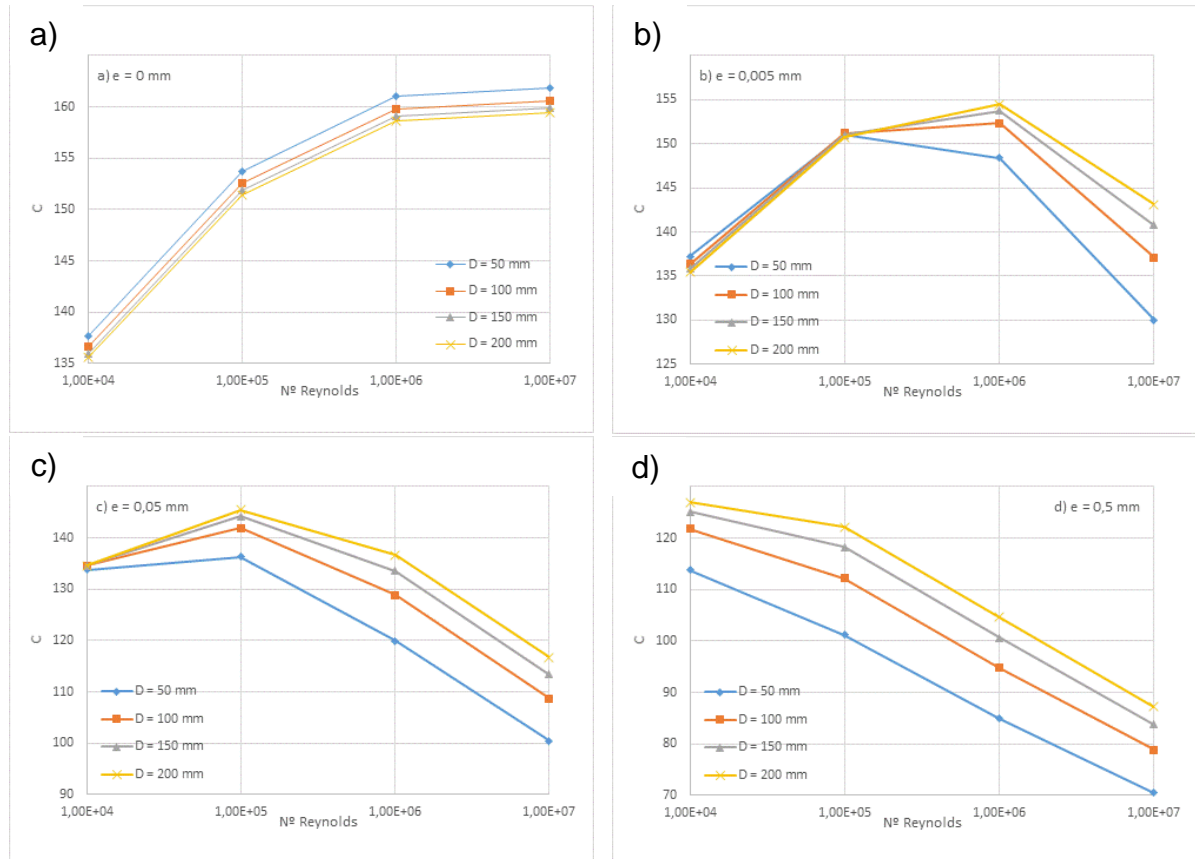 a)
a) e = 0 mm
160
155
150
145
140
135
C
D = 50 mm
D = 100 mm
D = 150 mm
D = 200 mm
1,00E+04
1,00E+05
1,00E+06
1,00E+07
Nº Reynolds
b)
b) e = 0,005 mm
155
150
145
140
135
130
125
C
D = 50 mm
D = 100 mm
D = 150 mm
D = 200 mm
1,00E+04
1,00E+05
1,00E+06
1,00E+07
Nº Reynolds
c)
c) e = 0,05 mm
140
130
120
110
100
90
C
D = 50 mm
D = 100 mm
D = 150 mm
D = 200 mm
1,00E+04
1,00E+05
1,00E+06
1,00E+07
Nº Reynolds
d)
d) e = 0,5 mm
120
110
100
90
80
70
C
D = 50 mm
D = 100 mm
D = 150 mm
D = 200 mm
1,00E+04
1,00E+05
1,00E+06
1,00E+07
Nº Reynolds